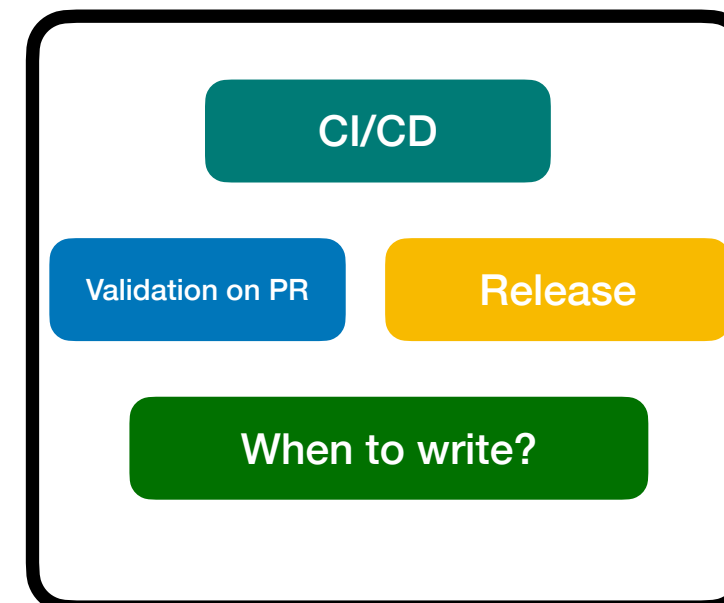 CI/CD
Validation on PR
Release
When to write?